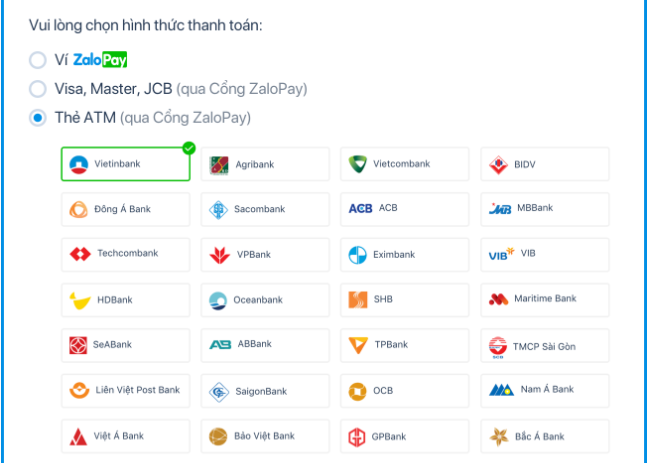 Vui lòng chọn hình thức thanh toán:
Ví ZaloPay
Visa, Master, JCB (qua Cổng ZaloPay)
Thẻ ATM (qua Cổng ZaloPay)
Vietinbank Agribank Vietcombank BIDV
Đông Á Bank Sacombank ACB ACB MB MBBank
Techcombank VPBank Eximbank VIB VIB
HDBank Oceanbank SHB Maritime Bank
SeABank AB ABBank TPBank SCB TMCP Sài Gòn
Liên Việt Post Bank SaigonBank OCB Nam Á Bank
Việt Á Bank Bảo Việt Bank GPBank Bắc Á Bank